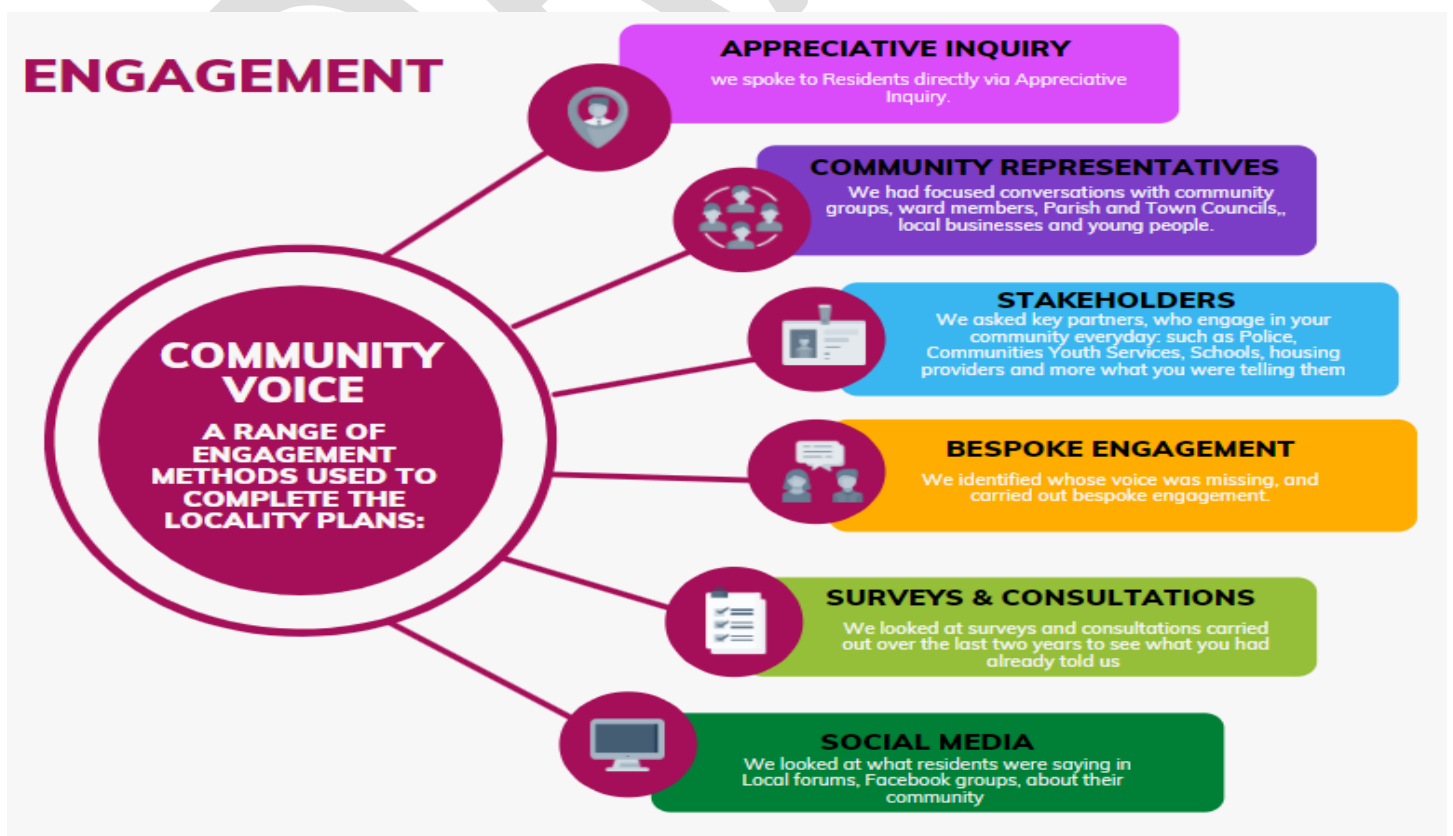 ENGAGEMENT
APPRECIATIVE INQUIRY
we spoke to Residents directly via Appreciative
Inquiry.
COMMUNITY REPRESENTATIVES
We had focused conversations with community
groups, ward members, Parish and Town Councils,,
local businesses and young people.
STAKEHOLDERS
We asked key partners, who engage in your
community everyday: such as Police,
Communities Youth Services, Schools, housing
providers and more what you were telling them
COMMUNITY
VOICE
A RANGE OF
ENGAGEMENT
METHODS USED TO
COMPLETE THE
LOCALITY PLANS:
BESPOKE ENGAGEMENT
We identified whose voice was missing, and
carried out bespoke engagement.
SURVEYS & CONSULTATIONS
We looked at surveys and consultations carried
out over the last two years to see what you had
already told us
SOCIAL MEDIA
We looked at what residents were saying in
Local forums, Facebook groups, about their
community